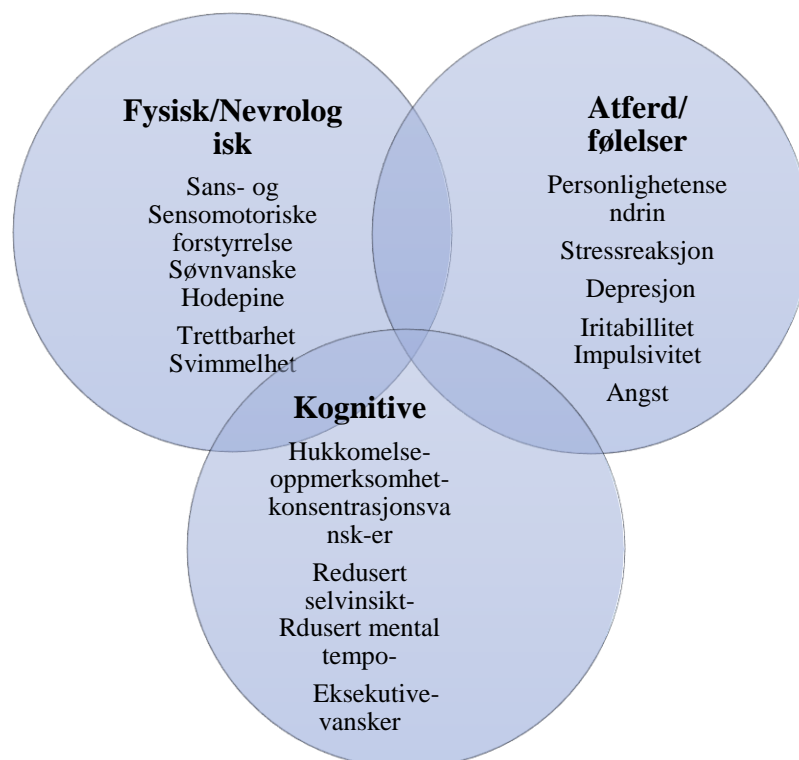 Fysisk/Nevrolog
isk
Sans- og
Sensomotoriske
forstyrrelse
Søvnvanske
Hodepine
Trettbarhet
Svimmelhet
Atferd/
følelser
Personlighetense
ndrin
Stressreaksjon
Depresjon
Iritabillitet
Impulsivitet
Angst
Kognitive
Hukkomelse-
oppmerksomhet-
konsentrasjonsva
nsk-er
Redusert
selvinsikt-
Rdusert mental
tempo-
Eksekutive-
vansker